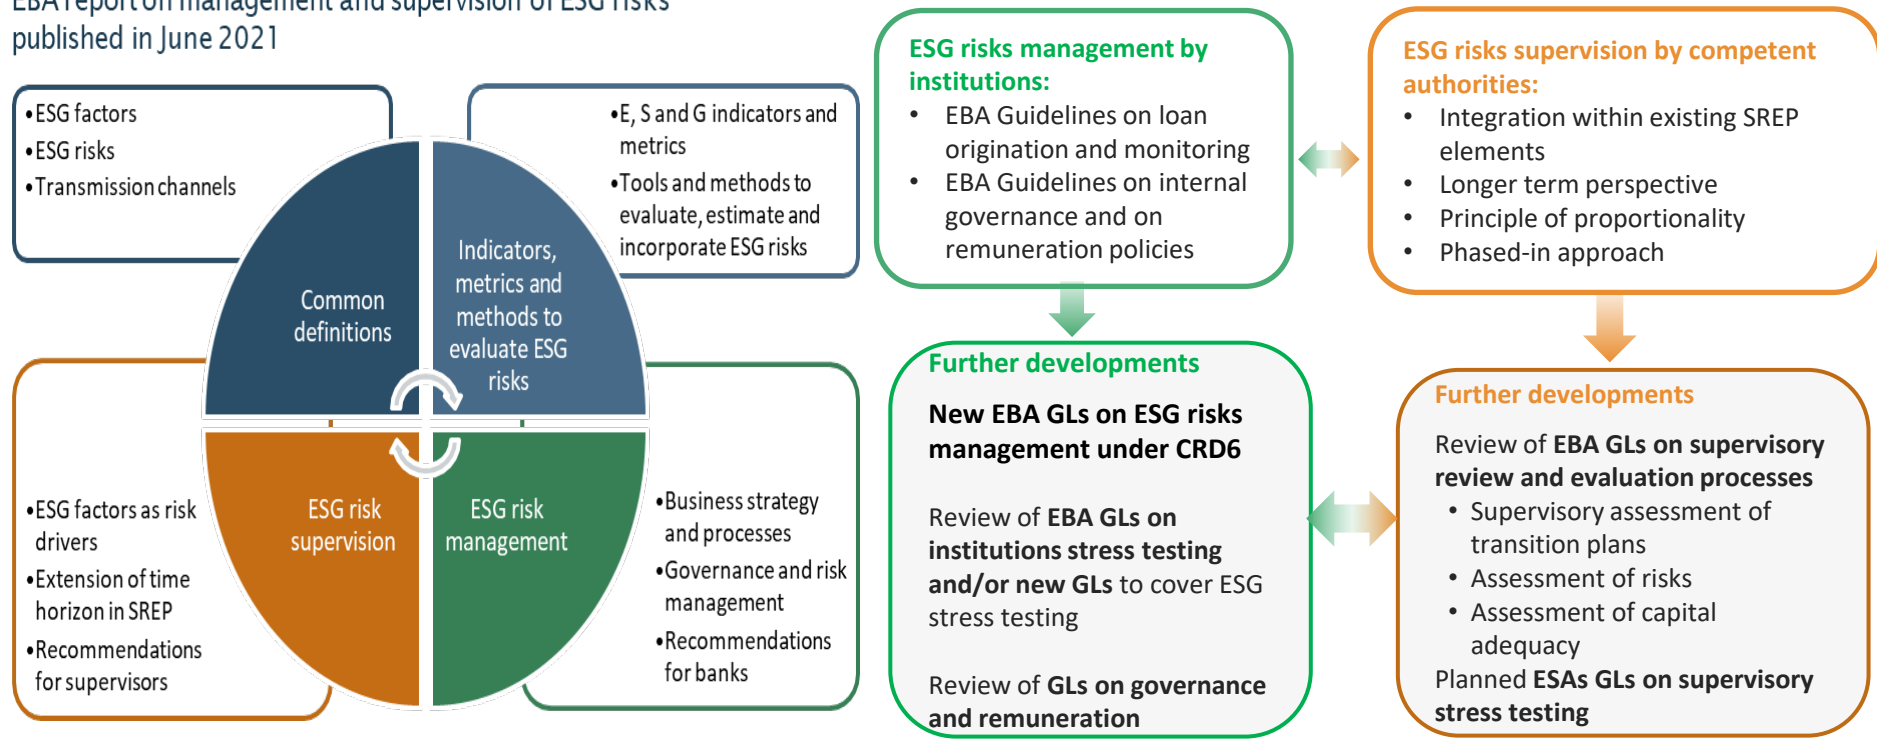 EBA report on management and supervision of ESG risks
published in June 2021
•ESG factors
•ESG risks
•Transmission channels
•E, S and G indicators and
metrics
•Tools and methods to
evaluate, estimate and
incorporate ESG risks
Common
definitions
Indicators,
metrics and
methods to
evaluate ESG
risks
ESG risk
supervision
ESG risk
management
•ESG factors as risk
drivers
•Extension of time
horizon in SREP
•Recommendations
for supervisors
•Business strategy
and processes
•Governance and risk
management
•Recommendations
for banks
ESG risks management by
institutions:
• EBA Guidelines on loan
origination and monitoring
• EBA Guidelines on internal
governance and on
remuneration policies
ESG risks supervision by competent
authorities:
• Integration within existing SREP
elements
• Longer term perspective
• Principle of proportionality
• Phased-in approach
Further developments
New EBA GLs on ESG risks
management under CRD6
Review of EBA GLs on
institutions stress testing
and/or new GLs to cover ESG
stress testing
Review of GLs on governance
and remuneration
Further developments
Review of EBA GLs on supervisory
review and evaluation processes
• Supervisory assessment of
transition plans
• Assessment of risks
• Assessment of capital
adequacy
Planned ESAs GLs on supervisory
stress testing